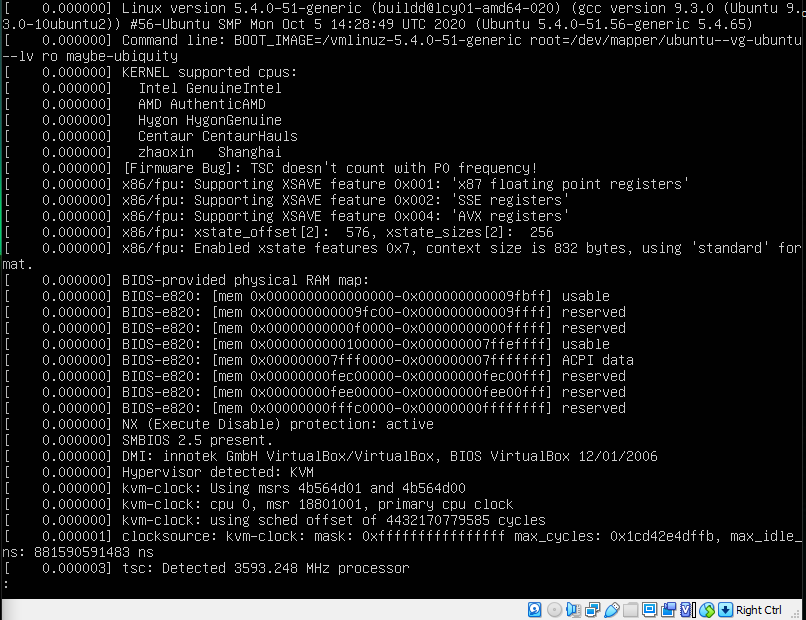 [    0.000000] Linux version 5.4.0-51-generic (buildd@lcy01-amd64-020) (gcc version 9.3.0 (Ubuntu 9.
3.0-10ubuntu2)) #56-Ubuntu SMP Mon Oct 5 14:28:49 UTC 2020 (Ubuntu 5.4.0-51.56-generic 5.4.65)
[    0.000000] Command line: BOOT_IMAGE=/vmlinuz-5.4.0-51-generic root=/dev/mapper/ubuntu--vg-ubuntu
--lv ro maybe-ubiquity
[    0.000000] KERNEL supported cpus:
[    0.000000]   Intel GenuineIntel
[    0.000000]   AMD AuthenticAMD
[    0.000000]   Hygon HygonGenuine
[    0.000000]   Centaur CentaurHauls
[    0.000000]   zhaoxin   Shanghai
[    0.000000] [Firmware Bug]: TSC doesn't count with P0 frequency!
[    0.000000] x86/fpu: Supporting XSAVE feature 0x001: 'x87 floating point registers'
[    0.000000] x86/fpu: Supporting XSAVE feature 0x002: 'SSE registers'
[    0.000000] x86/fpu: Supporting XSAVE feature 0x004: 'AVX registers'
[    0.000000] x86/fpu: xstate_offset[2]:  576, xstate_sizes[2]:  256
[    0.000000] x86/fpu: Enabled xstate features 0x7, context size is 832 bytes, using 'standard' for
mat.
[    0.000000] BIOS-provided physical RAM map:
[    0.000000] BIOS-e820: [mem 0x0000000000000000-0x000000000009fbff] usable
[    0.000000] BIOS-e820: [mem 0x000000000009fc00-0x000000000009ffff] reserved
[    0.000000] BIOS-e820: [mem 0x00000000000f0000-0x00000000000fffff] reserved
[    0.000000] BIOS-e820: [mem 0x0000000000100000-0x000000007ffeffff] usable
[    0.000000] BIOS-e820: [mem 0x000000007fff0000-0x000000007fffffff] ACPI data
[    0.000000] BIOS-e820: [mem 0x00000000fec00000-0x00000000fec00fff] reserved
[    0.000000] BIOS-e820: [mem 0x00000000fee00000-0x00000000fee00fff] reserved
[    0.000000] BIOS-e820: [mem 0x00000000fffc0000-0x00000000ffffffff] reserved
[    0.000000] NX (Execute Disable) protection: active
[    0.000000] SMBIOS 2.5 present.
[    0.000000] DMI: innotek GmbH VirtualBox/VirtualBox, BIOS VirtualBox 12/01/2006
[    0.000000] Hypervisor detected: KVM
[    0.000000] kvm-clock: Using msrs 4b564d01 and 4b564d00
[    0.000000] kvm-clock: cpu 0, msr 18801001, primary cpu clock
[    0.000000] kvm-clock: using sched offset of 4432170779585 cycles
[    0.000001] clocksource: kvm-clock: mask: 0xffffffffffffffff max_cycles: 0x1cd42e4dffb, max_idle_
ns: 881590591483 ns
[    0.000003] tsc: Detected 3593.248 MHz processor
:
Right Ctrl